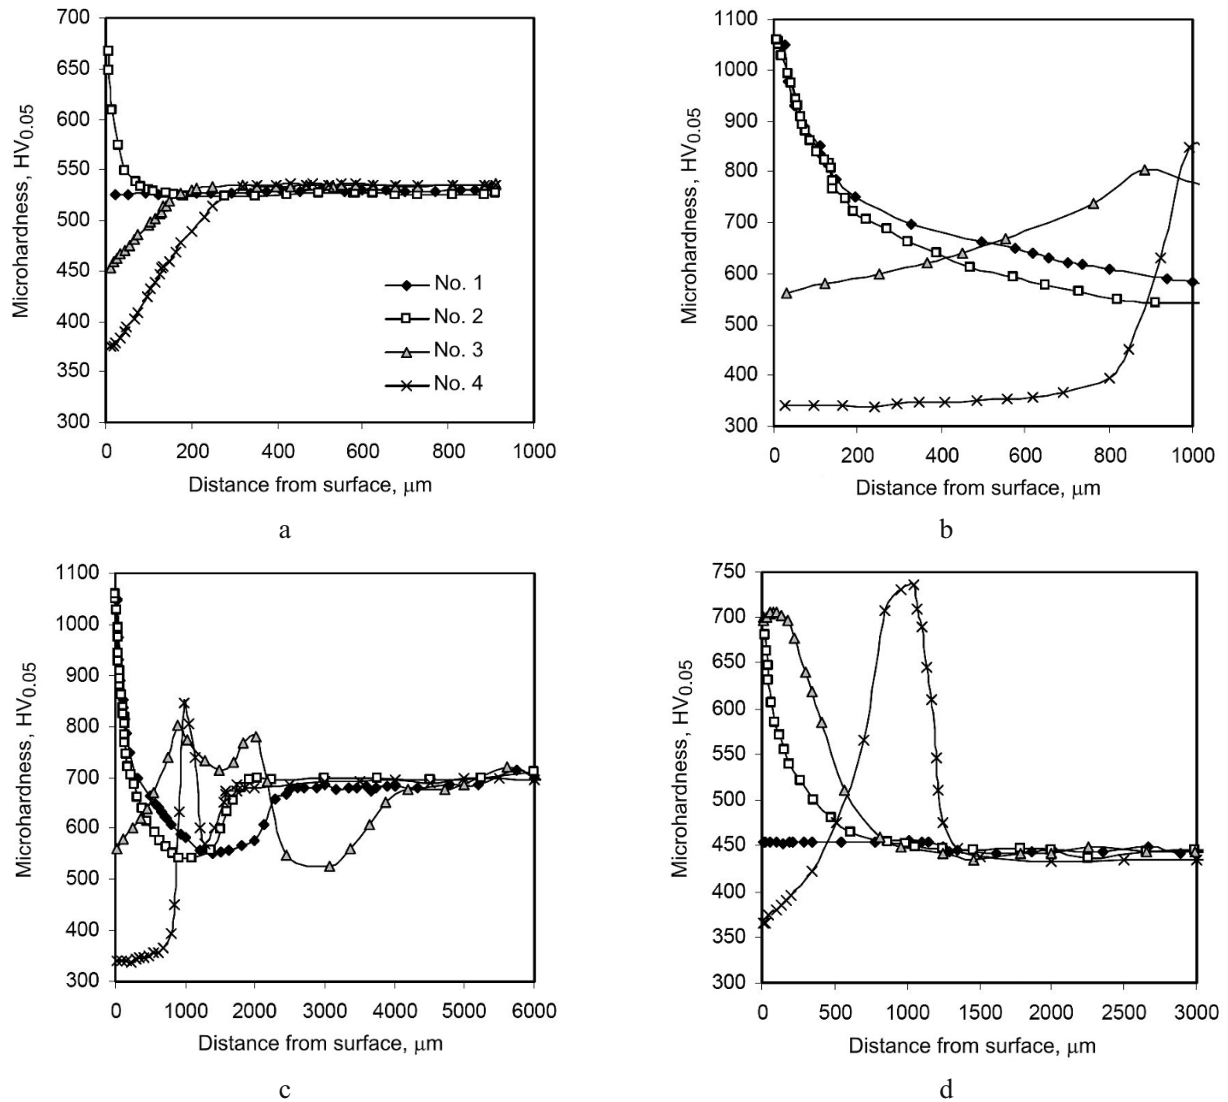 700
650
600
550
500
450
400
350
300
Microhardness, HV0.05
No. 1
No. 2
No. 3
No. 4
0 200 400 600 800 1000
Distance from surface, μm
a
1100
1000
900
800
700
600
500
400
300
Microhardness, HV0.05
0 200 400 600 800 1000
Distance from surface, μm
b
1100
1000
900
800
700
600
500
400
300
Microhardness, HV0.05
0 1000 2000 3000 4000 5000 6000
Distance from surface, μm
c
750
700
650
600
550
500
450
400
350
300
Microhardness, HV0.05
0 500 1000 1500 2000 2500 3000
Distance from surface, μm
d